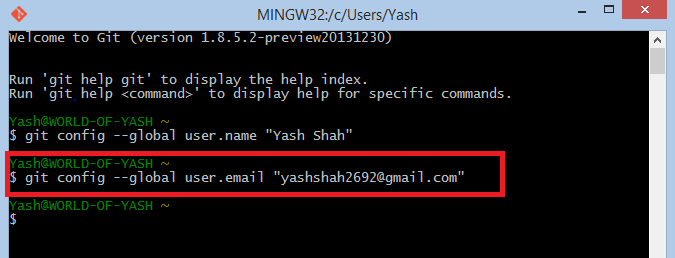 MINGW32:/c/Users/Yash
Welcome to Git (version 1.8.5.2-preview20131230)
Run 'git help git' to display the help index.
Run 'git help <command>' to display help for specific commands.
Yash@WORLD-OF-YASH ~
$ git config --global user.name "Yash Shah"
Yash@WORLD-OF-YASH ~
$ git config --global user.email "yashshah2692@gmail.com"
Yash@WORLD-OF-YASH ~
$